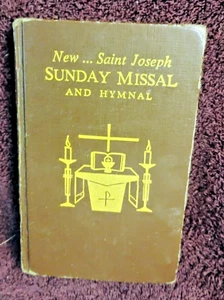 New ... Saint Joseph
SUNDAY MISSAL
AND HYMNAL